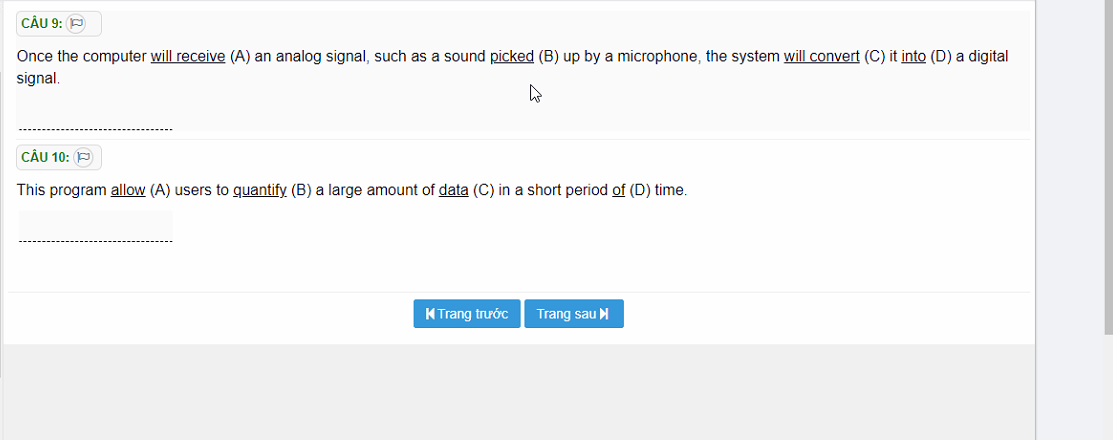 CÂU 9:
Once the computer will receive (A) an analog signal, such as a sound picked (B) up by a microphone, the system will convert (C) it into (D) a digital
signal.
--------------------------------
CÂU 10:
This program allow (A) users to quantify (B) a large amount of data (C) in a short period of (D) time.
--------------------------------
Trang trước Trang sau